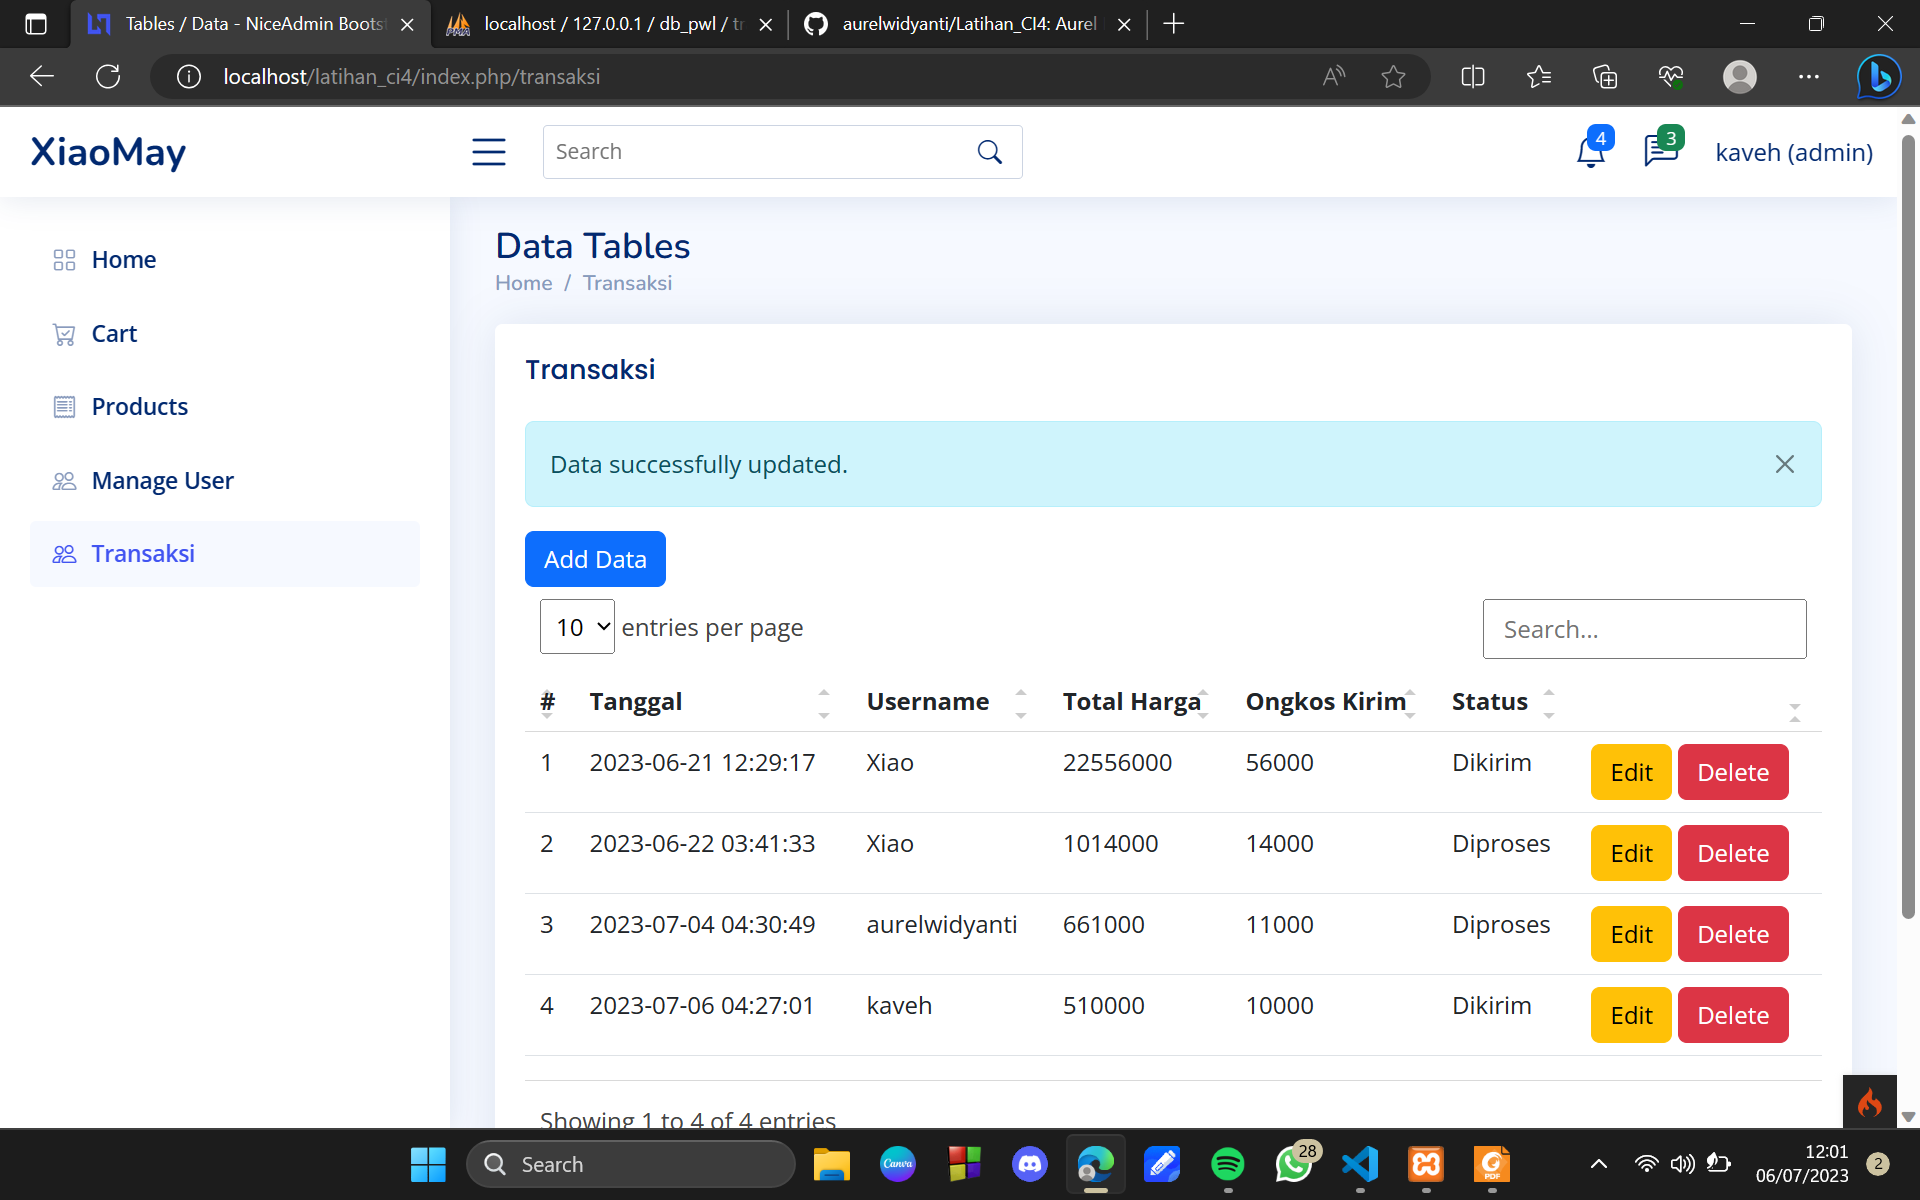 Tables / Data - NiceAdmin Boots
localhost / 127.0.0.1 / db_pwl / tr
aurelwidyanti/Latihan_CI4: Aurel
localhost/latihan_ci4/index.php/transaksi
XiaoMay
Search
4
3
kaveh (admin)
Home
Cart
Products
Manage User
Transaksi
Data Tables
Home / Transaksi
Transaksi
Data successfully updated.
Add Data
10 entries per page
Search...
# Tanggal Username Total Harga Ongkos Kirim Status
1 2023-06-21 12:29:17 Xiao 22556000 56000 Dikirim Edit Delete
2 2023-06-22 03:41:33 Xiao 1014000 14000 Diproses Edit Delete
3 2023-07-04 04:30:49 aurelwidyanti 661000 11000 Diproses Edit Delete
4 2023-07-06 04:27:01 kaveh 510000 10000 Dikirim Edit Delete
Showing 1 to 4 of 4 entries
Search
Canva
28
PDF
12:01
06/07/2023
2